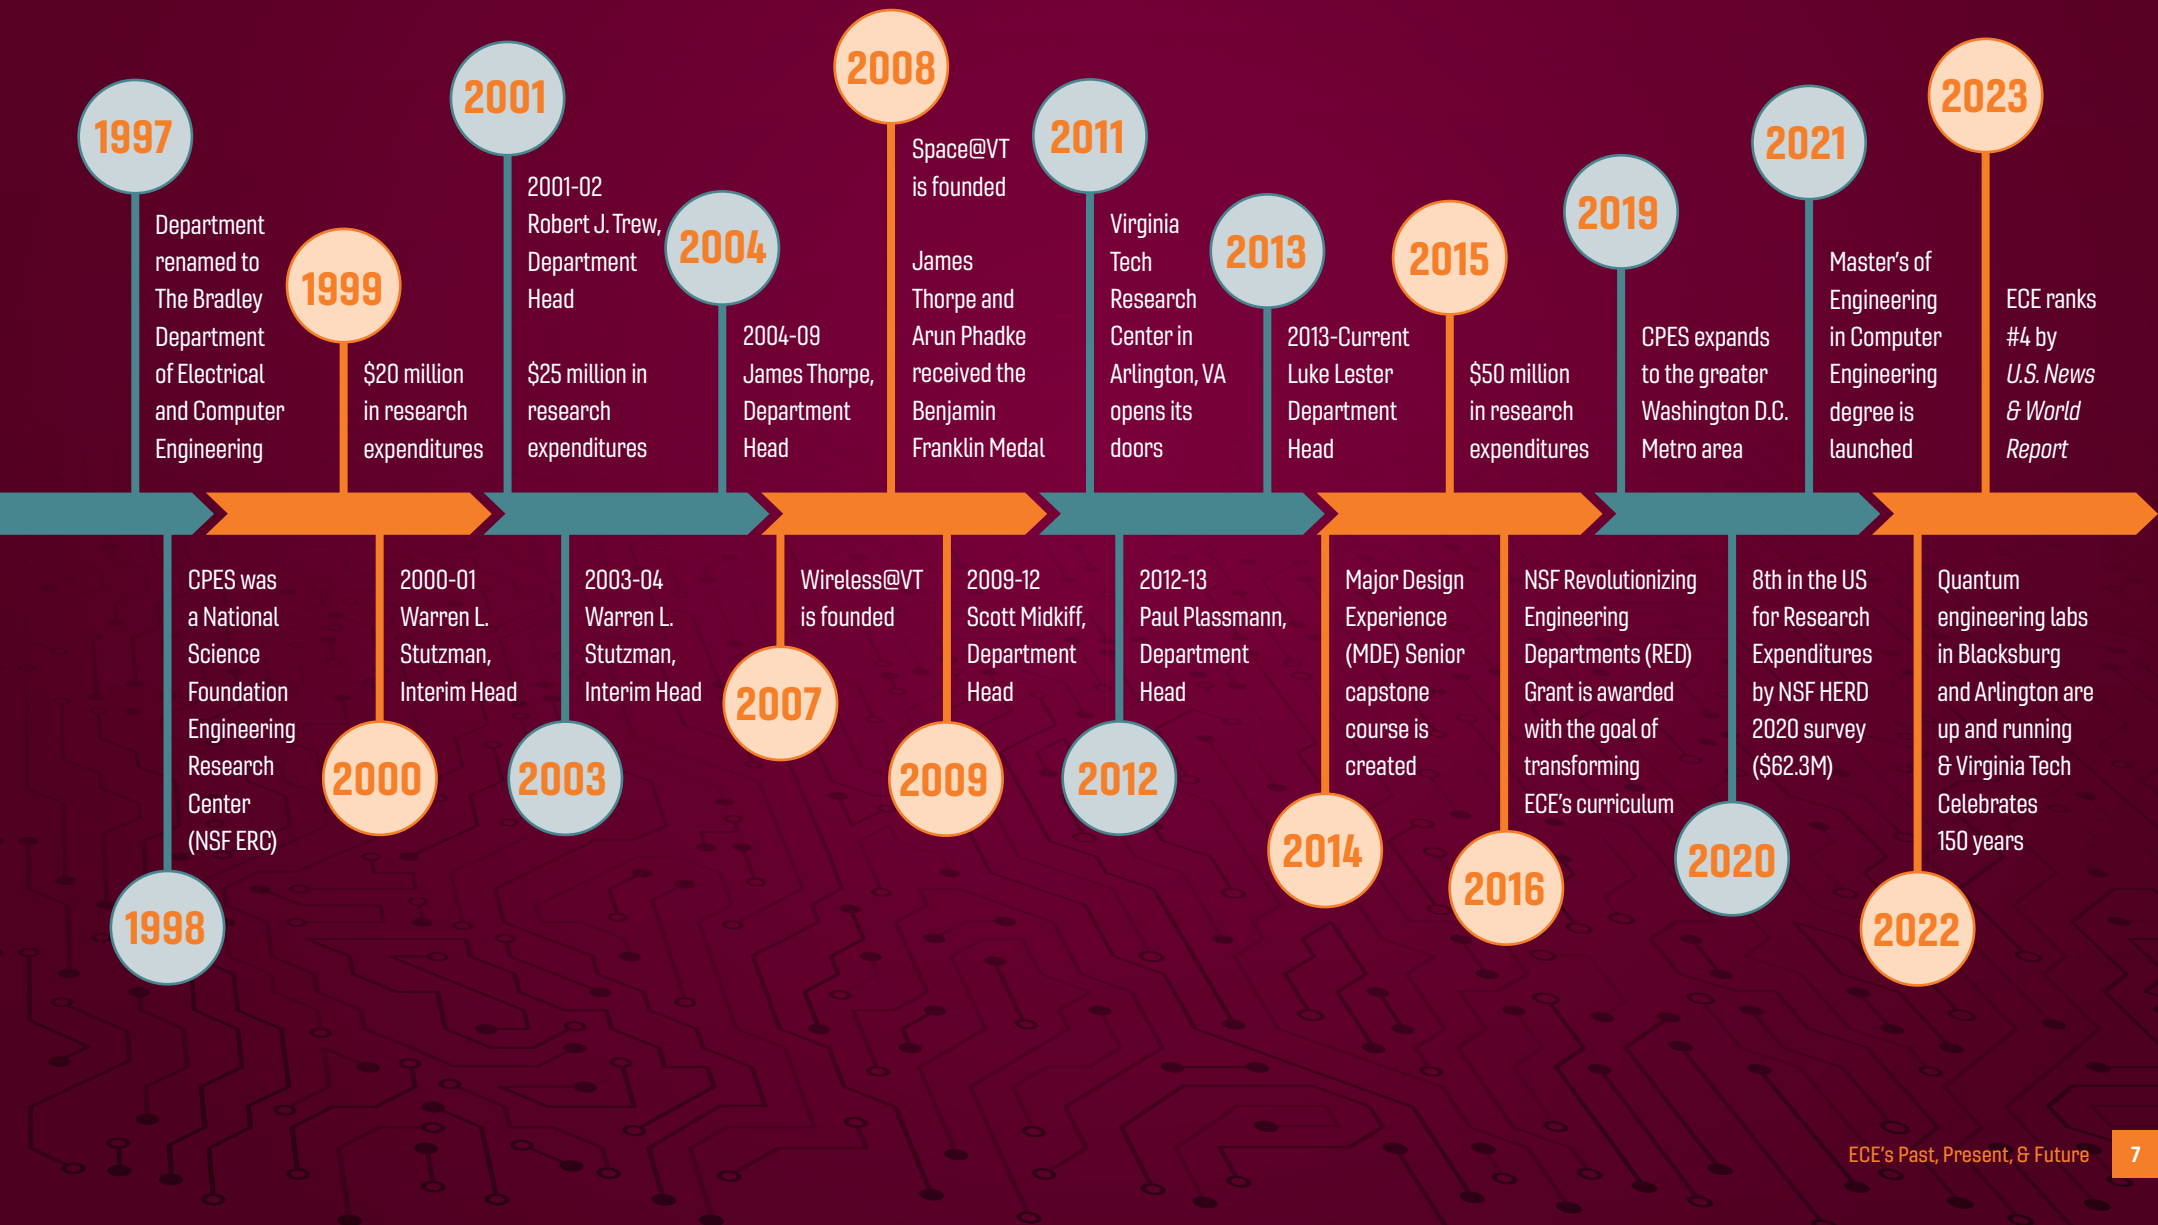 1997
Department
renamed to
The Bradley
Department
of Electrical
and Computer
Engineering
CPES was
a National
Science
Foundation
Engineering
Research
Center
(NSF ERC)
1998
1999
$20 million
in research
expenditures
2000-01
Warren L.
Stutzman,
Interim Head
2000
2001
2001-02
Robert J. Trew,
Department
Head
$25 million in
research
expenditures
2003-04
Warren L.
Stutzman,
Interim Head
2003
2004
2004-09
James Thorpe,
Department
Head
Wireless@VT
is founded
2007
2008
Space@VT
is founded
James
Thorpe and
Arun Phadke
received the
Benjamin
Franklin Medal
2009-12
Scott Midkiff,
Department
Head
2009
2011
Virginia
Tech
Research
Center in
Arlington, VA
opens its
doors
2012-13
Paul Plassmann,
Department
Head
2012
2013
2013-Current
Luke Lester
Department
Head
Major Design
Experience
(MDE) Senior
capstone
course is
created
2014
2015
$50 million
in research
expenditures
NSF Revolutionizing
Engineering
Departments (RED)
Grant is awarded
with the goal of
transforming
ECE's curriculum
2016
2019
CPES expands
to the greater
Washington D.C.
Metro area
8th in the US
for Research
Expenditures
by NSF HERD
2020 survey
($62.3M)
2020
2021
Master's of
Engineering
in Computer
Engineering
degree is
launched
Quantum
engineering labs
in Blacksburg
and Arlington are
up and running
& Virginia Tech
Celebrates
150 years
2022
2023
ECE ranks
#4 by
U.S. News
& World
Report
ECE's Past, Present, & Future 7